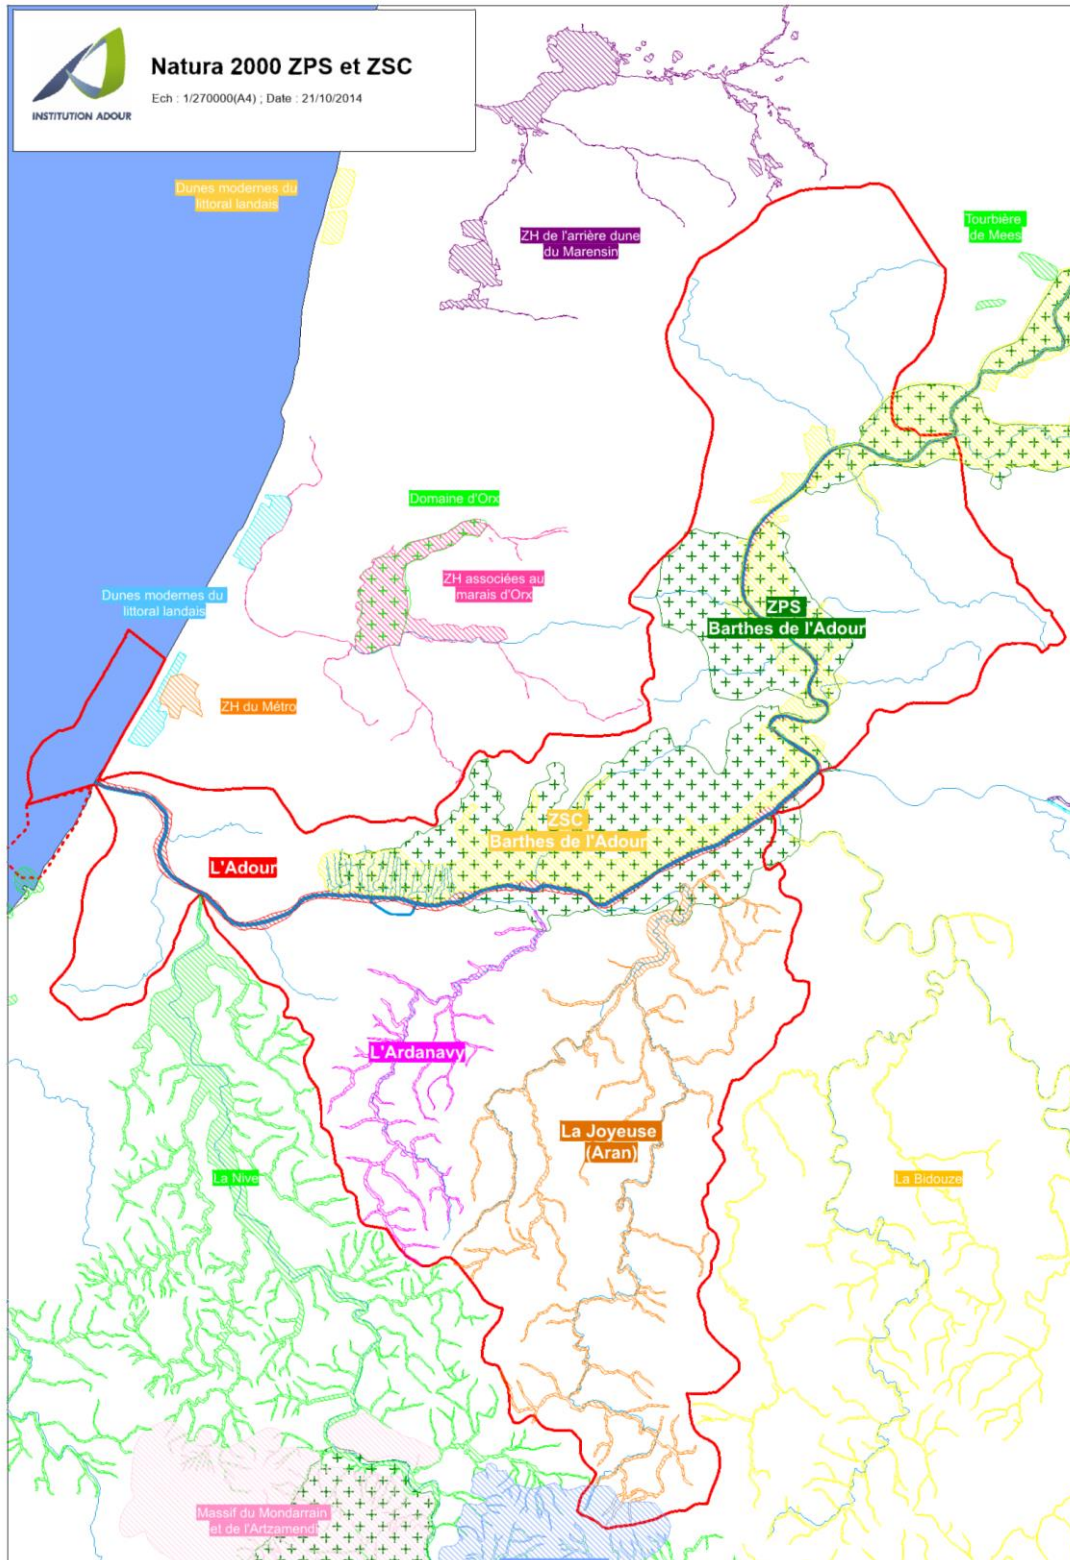 Natura 2000 ZPS et ZSC
Ech : 1/270000(A4) ; Date : 21/10/2014
INSTITUTION ADOUR
Dunes modernes du
littoral landais
ZH de l'arrière dune
du Marensin
Tourbière
de Mees
Domaine d'Orx
ZH associées au
marais d'Orx
Dunes modernes du
littoral landais
ZPS
Barthes de l'Adour
ZH du Métro
ZSC
Barthes de l'Adour
L'Adour
L'Ardanavy
La Joyeuse
(Aran)
La Nive
La Bidouze
Massif du Mondarrain
et de l'Artzamendi